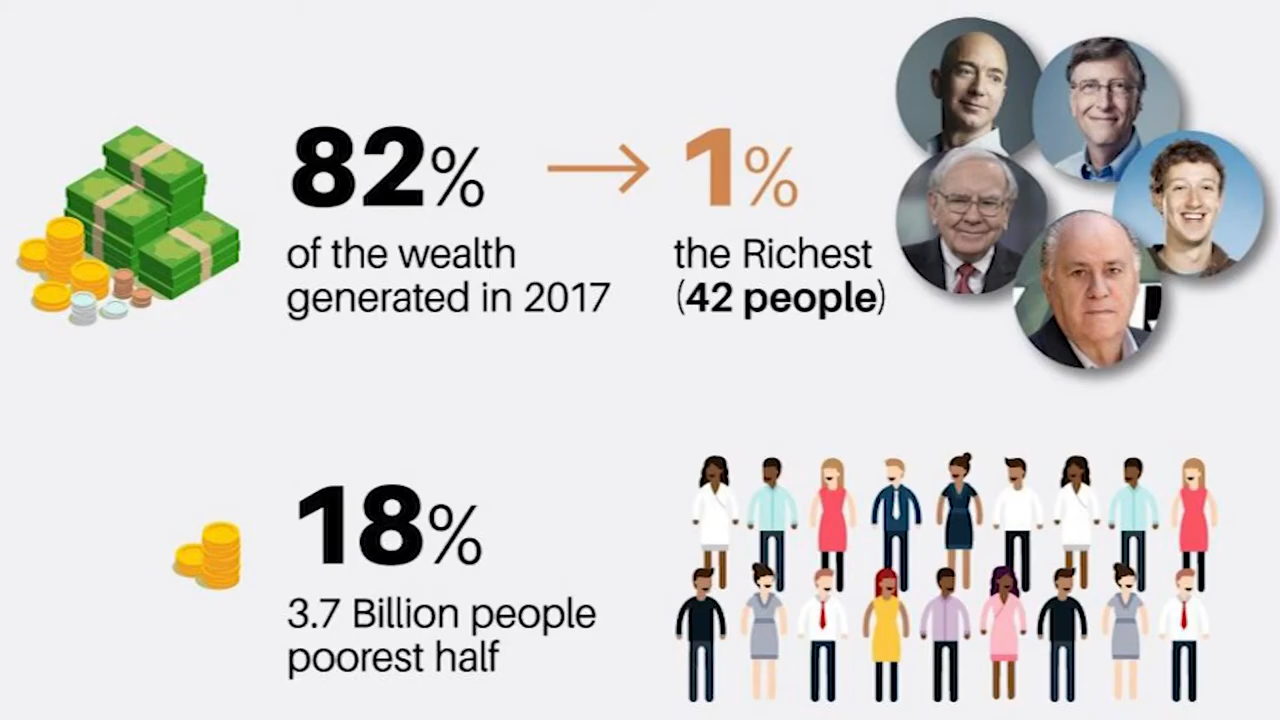 82% → 1%
of the wealth
generated in 2017
the Richest
(42 people)
18%
3.7 Billion people
poorest half